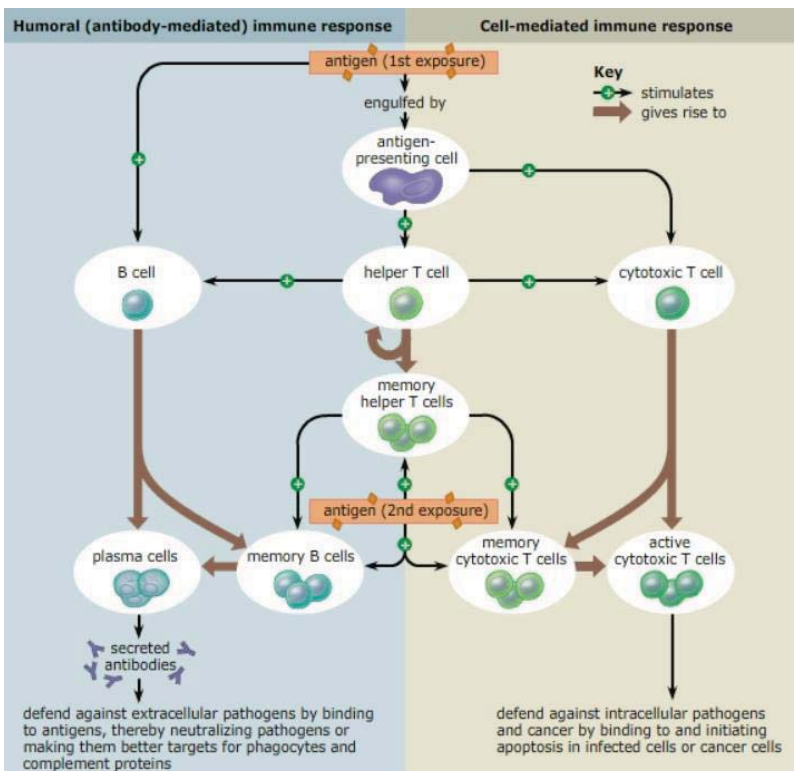 Humoral (antibody-mediated) immune response
Cell-mediated immune response
antigen (1st exposure)
Key
stimulates
gives rise to
engulfed by
antigen-
presenting cell
B cell
helper T cell
cytotoxic T cell
memory
helper T cells
antigen (2nd exposure)
plasma cells
memory B cells
memory
cytotoxic T cells
active
cytotoxic T cells
secreted
antibodies
defend against extracellular pathogens by binding
to antigens, thereby neutralizing pathogens or
making them better targets for phagocytes and
complement proteins
defend against intracellular pathogens
and cancer by binding to and initiating
apoptosis in infected cells or cancer cells